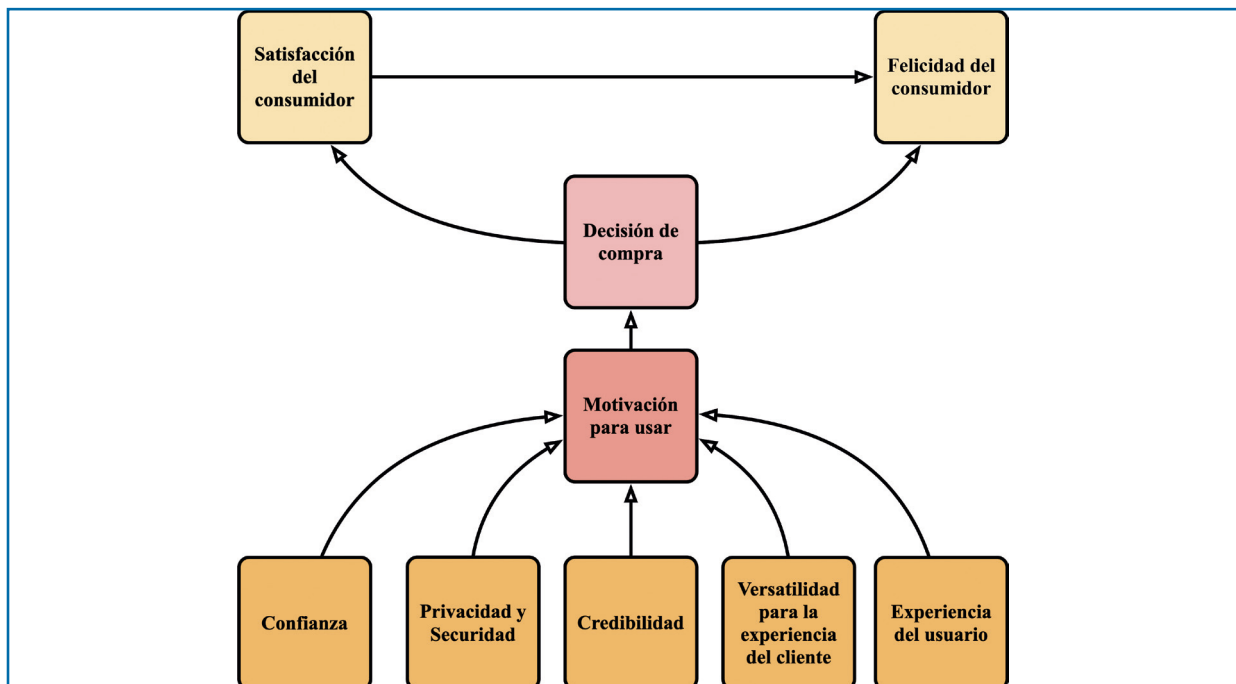 Satisfacción
del
consumidor
Felicidad del
consumidor
Decisión de
compra
Motivación
para usar
Confianza
Privacidad y
Seguridad
Credibilidad
Versatilidad
para la
experiencia
del cliente
Experiencia
del usuario